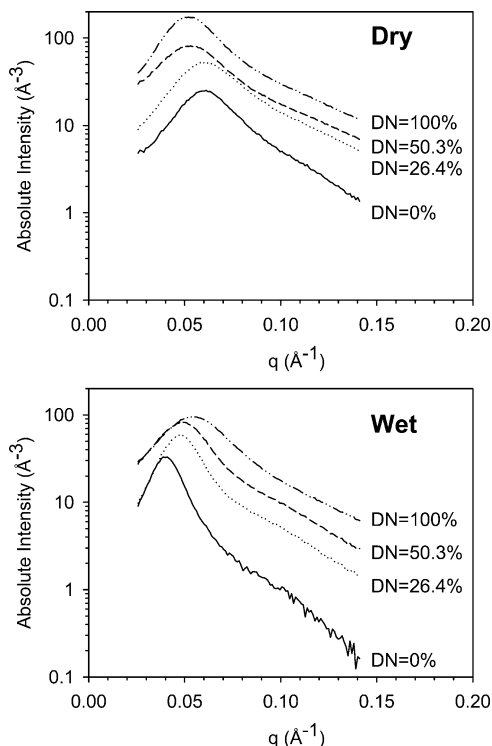 Dry
Absolute Intensity (Å-3)
100
10
1
0.1
DN=100%
DN=50.3%
DN=26.4%
DN=0%
0.00 0.05 0.10 0.15 0.20
q (Å-1)
Wet
Absolute Intensity (Å-3)
100
10
1
0.1
DN=100%
DN=50.3%
DN=26.4%
DN=0%
0.00 0.05 0.10 0.15 0.20
q (Å-1)